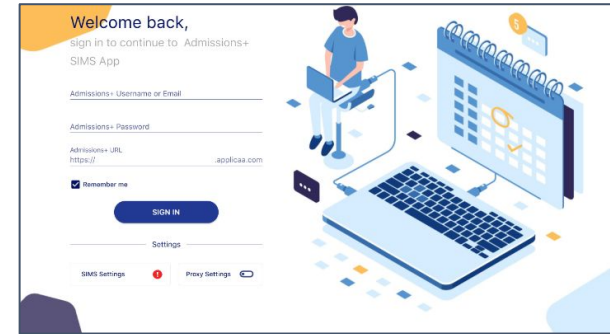 Welcome back,
sign in to continue to Admissions+
SIMS App
Admissions+ Username or Email
Admissions+ Password
Admissions+ URL
https:// .applicaa.com
Remember me
SIGN IN
Settings
SIMS Settings ! Proxy Settings
5